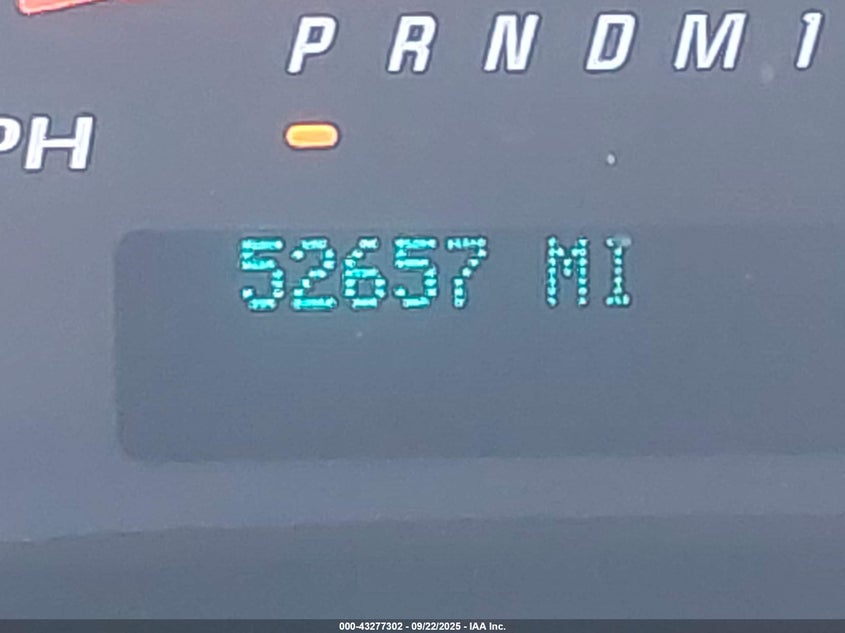 P R N D M 1
PH
52657 MI
000-43277302 - 09/22/2025 - IAA Inc.